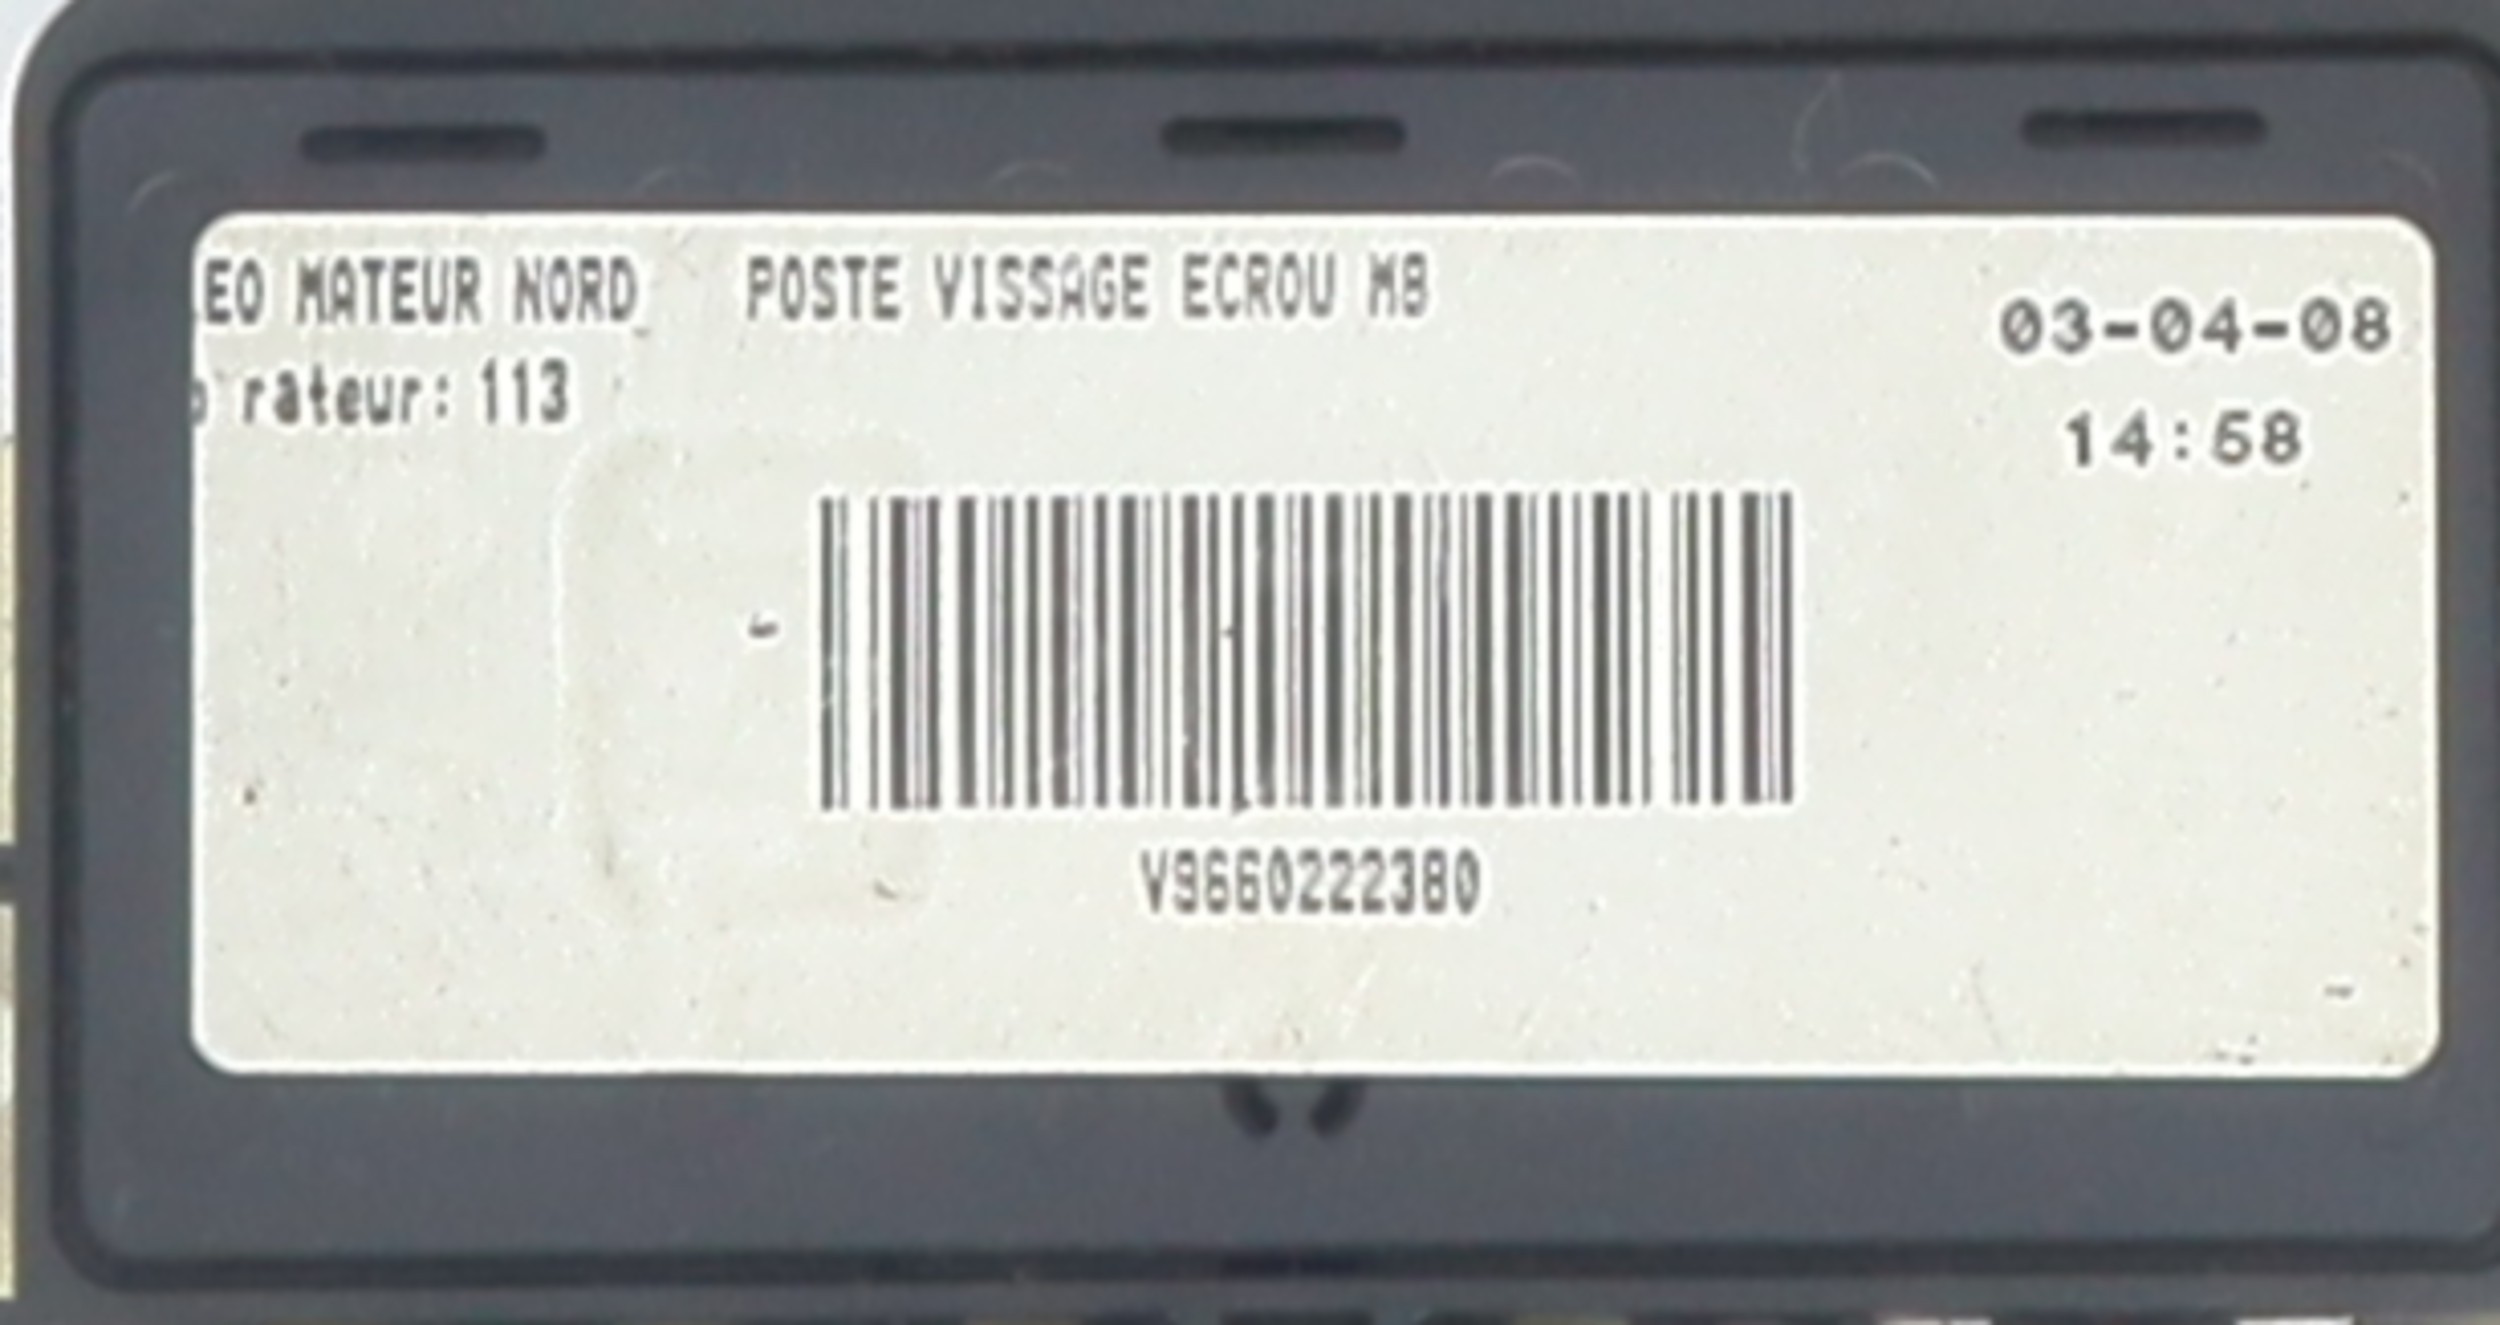 EO MATEUR NORD POSTE VISSAGE ECROU M8
03-04-08
rateur: 113
14:58
V9660222380